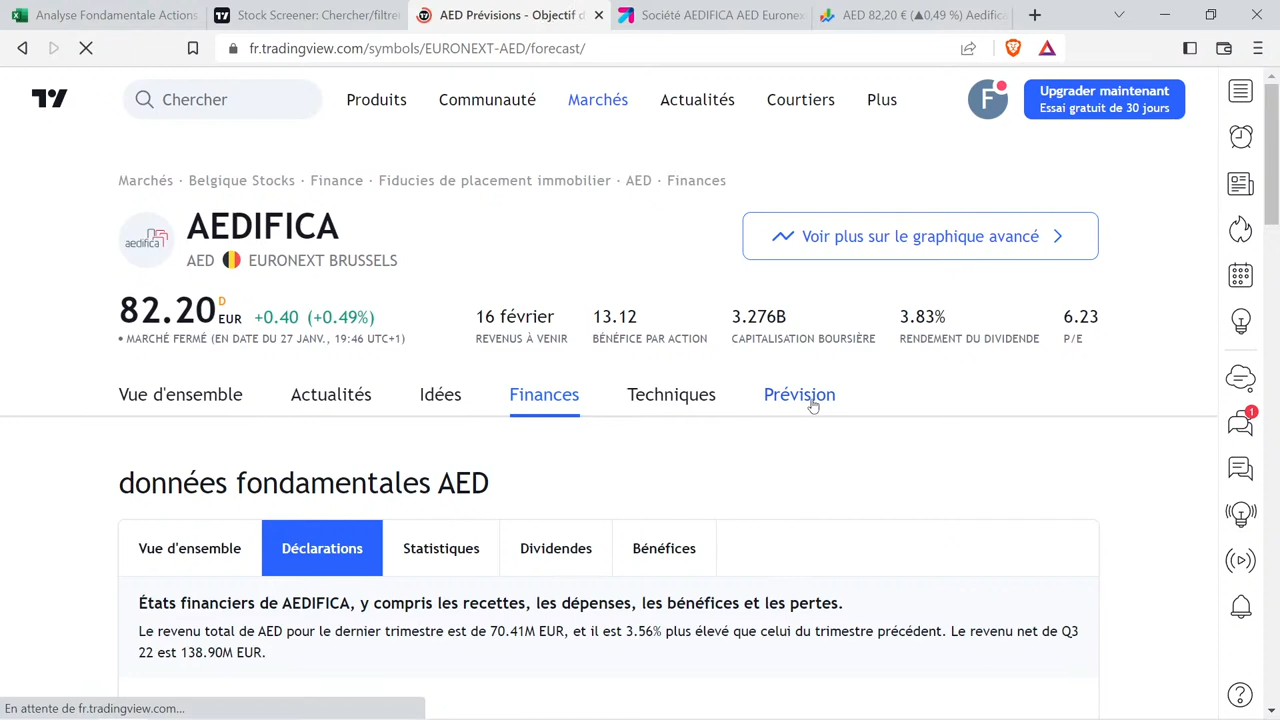 Analyse Fondamentale Actions
Stock Screener: Chercher/filtrer
AED Prévisions - Objectif d
Société AEDIFICA AED Euronex
AED 82,20 € (▲0,49 %) Aedific
fr.tradingview.com/symbols/EURONEXT-AED/forecast/
Chercher
Produits
Communauté
Marchés
Actualités
Courtiers
Plus
F
Upgrader maintenant
Essai gratuit de 30 jours
Marchés · Belgique Stocks · Finance · Fiducies de placement immobilier · AED · Finances
aedifica
AEDIFICA
AED EURONEXT BRUSSELS
Voir plus sur le graphique avancé
82.20 D EUR +0.40 (+0.49%)
• MARCHÉ FERMÉ (EN DATE DU 27 JANV., 19:46 UTC+1)
16 février
REVENUS À VENIR
13.12
BÉNÉFICE PAR ACTION
3.276B
CAPITALISATION BOURSIÈRE
3.83%
RENDEMENT DU DIVIDENDE
6.23
P/E
Vue d'ensemble
Actualités
Idées
Finances
Techniques
Prévision
données fondamentales AED
Vue d'ensemble
Déclarations
Statistiques
Dividendes
Bénéfices
États financiers de AEDIFICA, y compris les recettes, les dépenses, les bénéfices et les pertes.
Le revenu total de AED pour le dernier trimestre est de 70.41M EUR, et il est 3.56% plus élevé que celui du trimestre précédent. Le revenu net de Q3
22 est 138.90M EUR.
1
En attente de fr.tradingview.com...